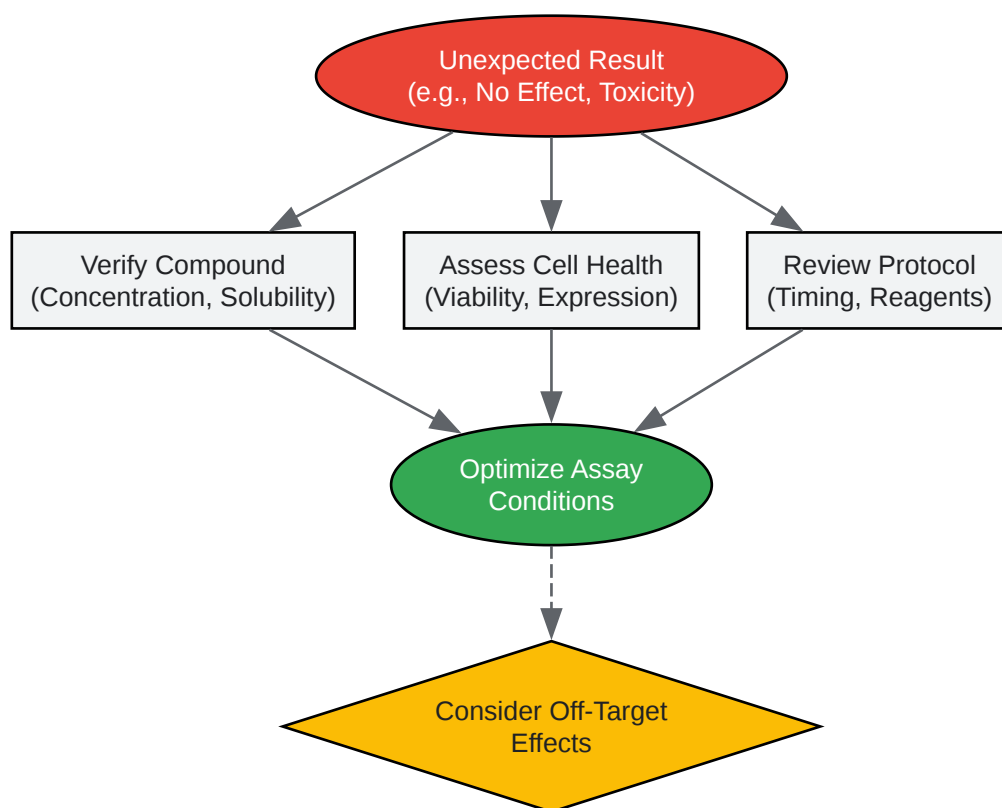 Unexpected Result
(e.g., No Effect, Toxicity)
Verify Compound
(Concentration, Solubility)
Assess Cell Health
(Viability, Expression)
Review Protocol
(Timing, Reagents)
Optimize Assay
Conditions
Consider Off-Target
Effects